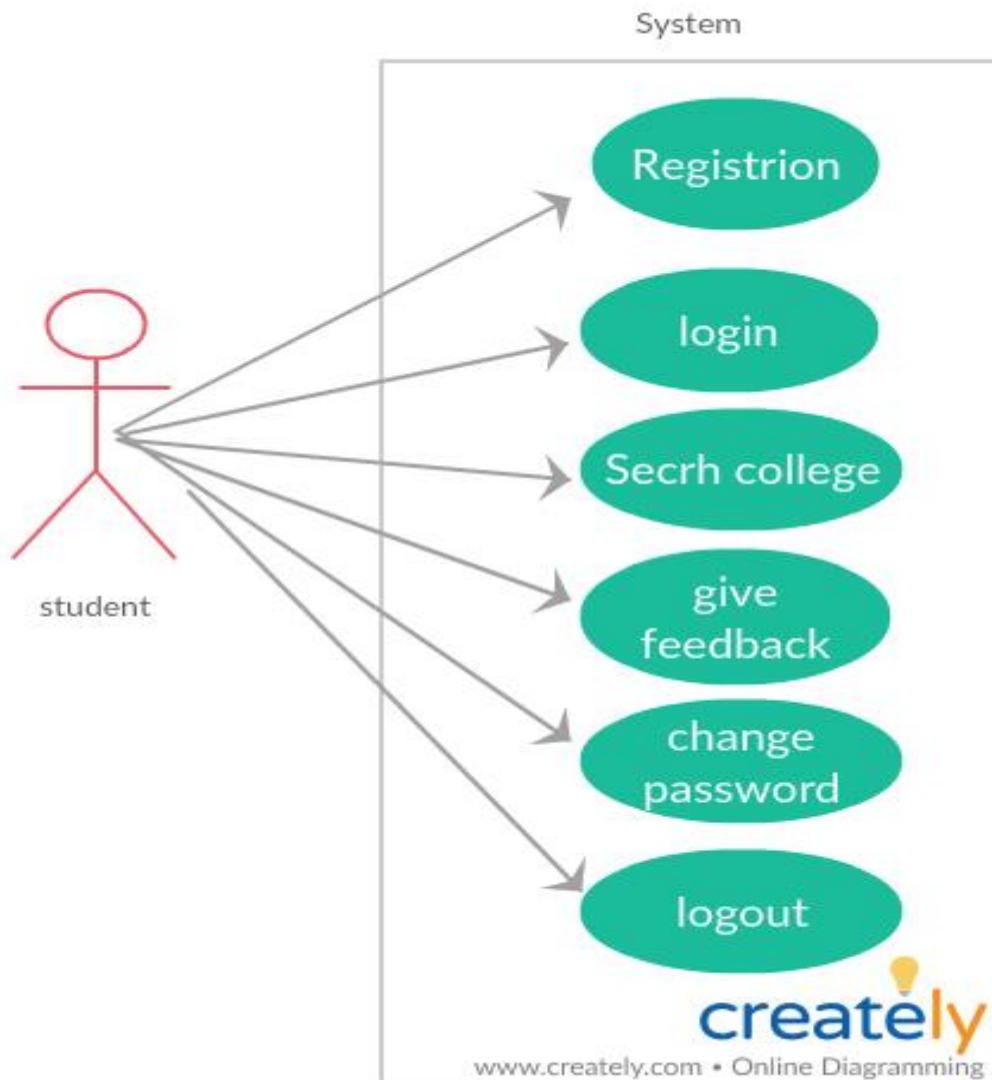 System
Registrion
login
Secrh college
give
feedback
change
password
logout
student
creately
www.creately.com • Online Diagramming